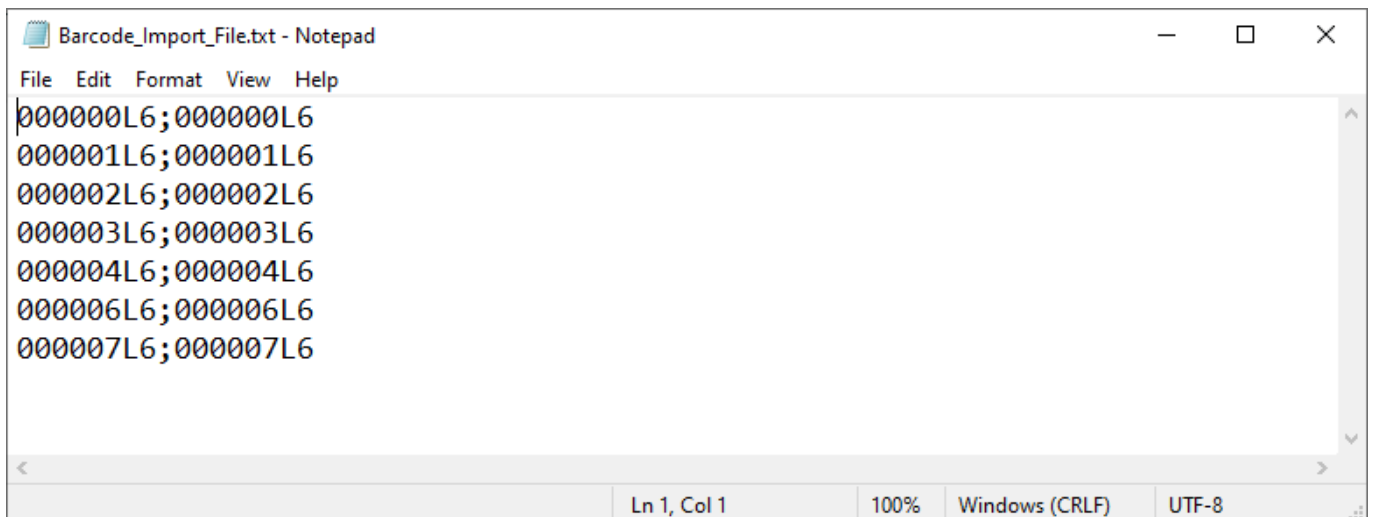 Barcode_Import_File.txt - Notepad
File Edit Format View Help
000000L6;000000L6
000001L6;000001L6
000002L6;000002L6
000003L6;000003L6
000004L6;000004L6
000006L6;000006L6
000007L6;000007L6
Ln 1, Col 1 100% Windows (CRLF) UTF-8